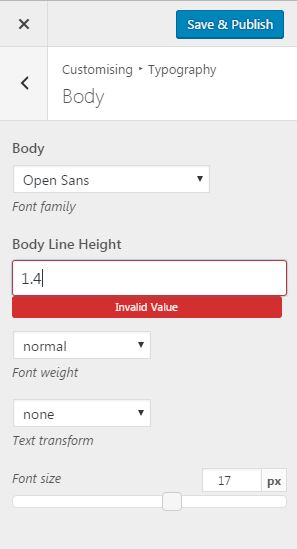 Save & Publish
Customising ‣ Typography
Body
Body
Open Sans
Font family
Body Line Height
1.4
Invalid Value
normal
Font weight
none
Text transform
Font size 17 px